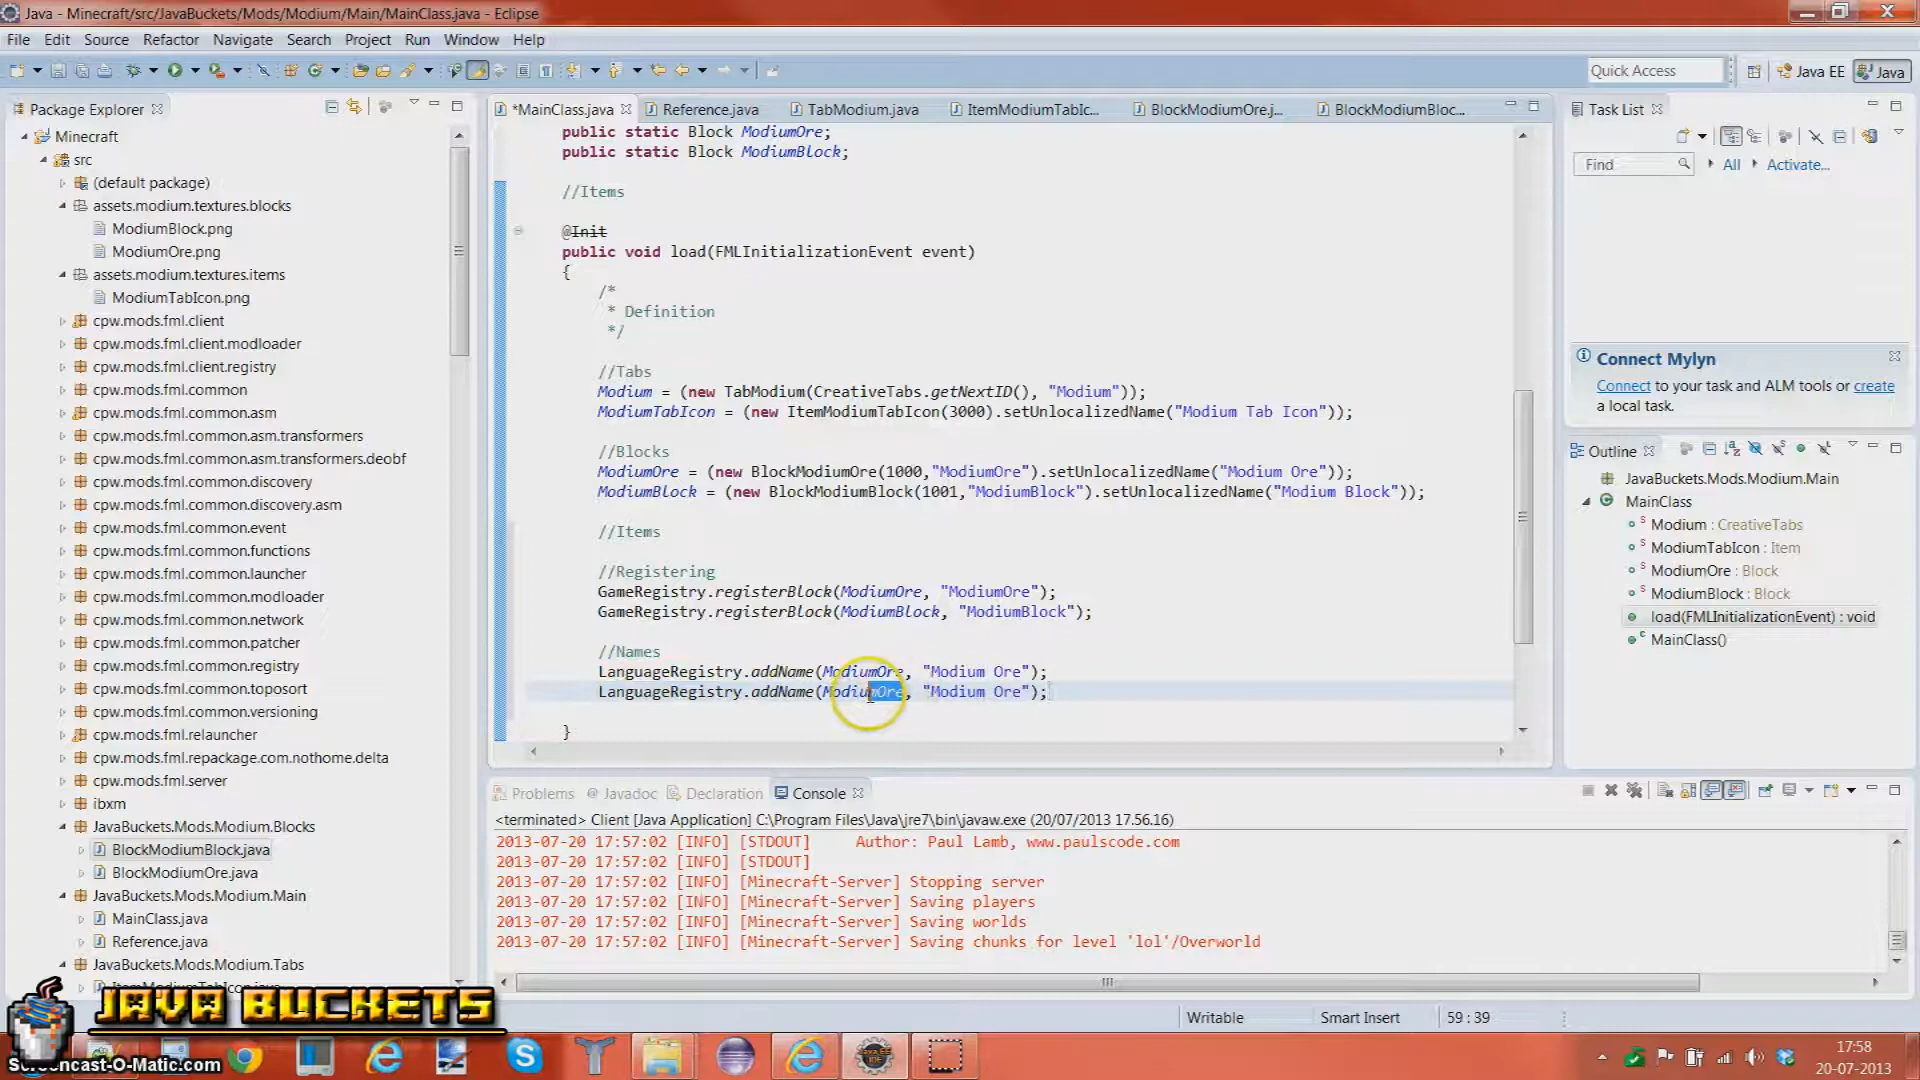 Java - Minecraft/src/JavaBuckets/Mods/Modium/Main/MainClass.java - Eclipse
File Edit Source Refactor Navigate Search Project Run Window Help
Quick Access
Java EE
Java
Package Explorer
Minecraft
src
(default package)
assets.modium.textures.blocks
ModiumBlock.png
ModiumOre.png
assets.modium.textures.items
ModiumTabIcon.png
cpw.mods.fml.client
cpw.mods.fml.client.modloader
cpw.mods.fml.client.registry
cpw.mods.fml.common
cpw.mods.fml.common.asm
cpw.mods.fml.common.asm.transformers
cpw.mods.fml.common.asm.transformers.deobf
cpw.mods.fml.common.discovery
cpw.mods.fml.common.discovery.asm
cpw.mods.fml.common.event
cpw.mods.fml.common.functions
cpw.mods.fml.common.launcher
cpw.mods.fml.common.modloader
cpw.mods.fml.common.network
cpw.mods.fml.common.patcher
cpw.mods.fml.common.registry
cpw.mods.fml.common.toposort
cpw.mods.fml.common.versioning
cpw.mods.fml.relauncher
cpw.mods.fml.repackage.com.nothome.delta
cpw.mods.fml.server
ibxm
JavaBuckets.Mods.Modium.Blocks
BlockModiumBlock.java
BlockModiumOre.java
JavaBuckets.Mods.Modium.Main
MainClass.java
Reference.java
JavaBuckets.Mods.Modium.Tabs
*MainClass.java
Reference.java
TabModium.java
ItemModiumTabIc...
BlockModiumOre.j...
BlockModiumBloc...
public static Block ModiumOre;
public static Block ModiumBlock;
//Items
@Init
public void load(FMLInitializationEvent event)
{
/*
* Definition
*/
//Tabs
Modium = (new TabModium(CreativeTabs.getNextID(), "Modium"));
ModiumTabIcon = (new ItemModiumTabIcon(3000).setUnlocalizedName("Modium Tab Icon"));
//Blocks
ModiumOre = (new BlockModiumOre(1000,"ModiumOre").setUnlocalizedName("Modium Ore"));
ModiumBlock = (new BlockModiumBlock(1001,"ModiumBlock").setUnlocalizedName("Modium Block"));
//Items
//Registering
GameRegistry.registerBlock(ModiumOre, "ModiumOre");
GameRegistry.registerBlock(ModiumBlock, "ModiumBlock");
//Names
LanguageRegistry.addName(ModiumOre, "Modium Ore");
LanguageRegistry.addName(ModiumOre, "Modium Ore");
}
Task List
Find
All
Activate...
Connect Mylyn
Connect to your task and ALM tools or create
a local task.
Outline
JavaBuckets.Mods.Modium.Main
MainClass
Modium : CreativeTabs
ModiumTabIcon : Item
ModiumOre : Block
ModiumBlock : Block
load(FMLInitializationEvent) : void
MainClass()
Problems @ Javadoc Declaration Console
<terminated> Client [Java Application] C:\Program Files\Java\jre7\bin\javaw.exe (20/07/2013 17.56.16)
2013-07-20 17:57:02 [INFO] [STDOUT] Author: Paul Lamb, www.paulscode.com
2013-07-20 17:57:02 [INFO] [STDOUT]
2013-07-20 17:57:02 [INFO] [Minecraft-Server] Stopping server
2013-07-20 17:57:02 [INFO] [Minecraft-Server] Saving players
2013-07-20 17:57:02 [INFO] [Minecraft-Server] Saving worlds
2013-07-20 17:57:02 [INFO] [Minecraft-Server] Saving chunks for level 'lol'/Overworld
Writable
Smart Insert
59 : 39
JAVA BUCKETS
Screencast-O-Matic.com
17:58
20-07-2013